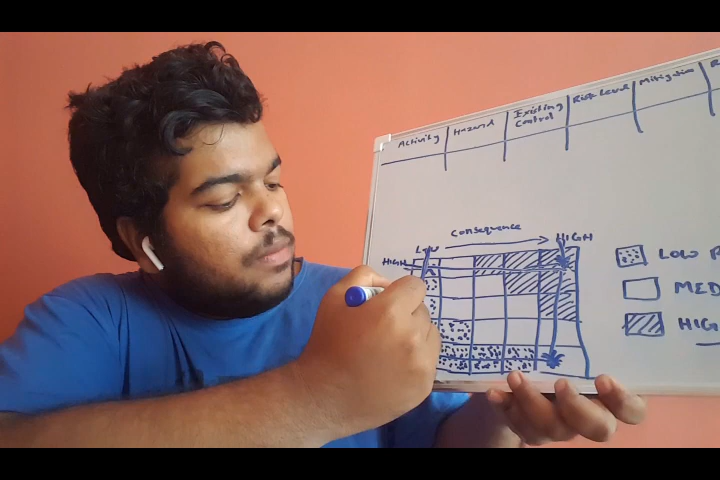 Activity Hazard Existing Control Risk Level Mitigation R
Consequence
LOW HIGH
HIGH
LOW R
MED
HIG